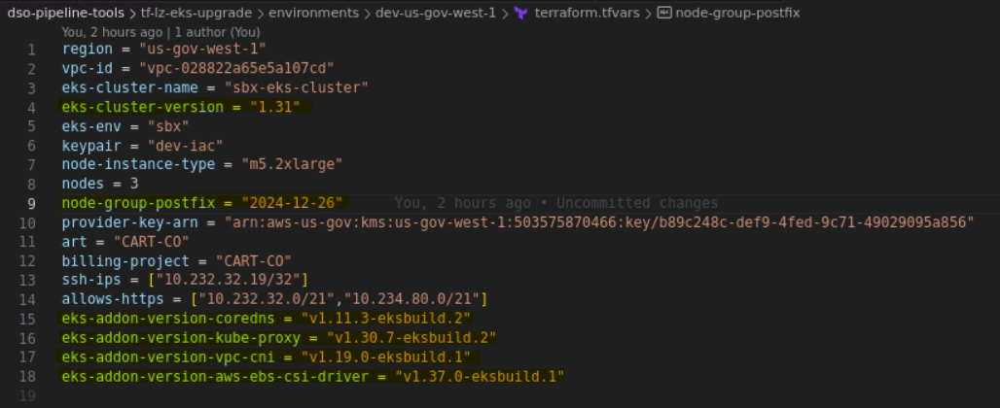 dso-pipeline-tools > tf-lz-eks-upgrade > environments > dev-us-gov-west-1 > terraform.tfvars > node-group-postfix
You, 2 hours ago | 1 author (You)
1 region = "us-gov-west-1"
2 vpc-id = "vpc-028822a65e5a107cd"
3 eks-cluster-name = "sbx-eks-cluster"
4 eks-cluster-version = "1.31"
5 eks-env = "sbx"
6 keypair = "dev-iac"
7 node-instance-type = "m5.2xlarge"
8 nodes = 3
9 node-group-postfix = "2024-12-26" You, 2 hours ago • Uncommitted changes
10 provider-key-arn = "arn:aws-us-gov:kms:us-gov-west-1:503575870466:key/b89c248c-def9-4fed-9c71-49029095a856"
11 art = "CART-CO"
12 billing-project = "CART-CO"
13 ssh-ips = ["10.232.32.19/32"]
14 allows-https = ["10.232.32.0/21","10.234.80.0/21"]
15 eks-addon-version-coredns = "v1.11.3-eksbuild.2"
16 eks-addon-version-kube-proxy = "v1.30.7-eksbuild.2"
17 eks-addon-version-vpc-cni = "v1.19.0-eksbuild.1"
18 eks-addon-version-aws-ebs-csi-driver = "v1.37.0-eksbuild.1"
19